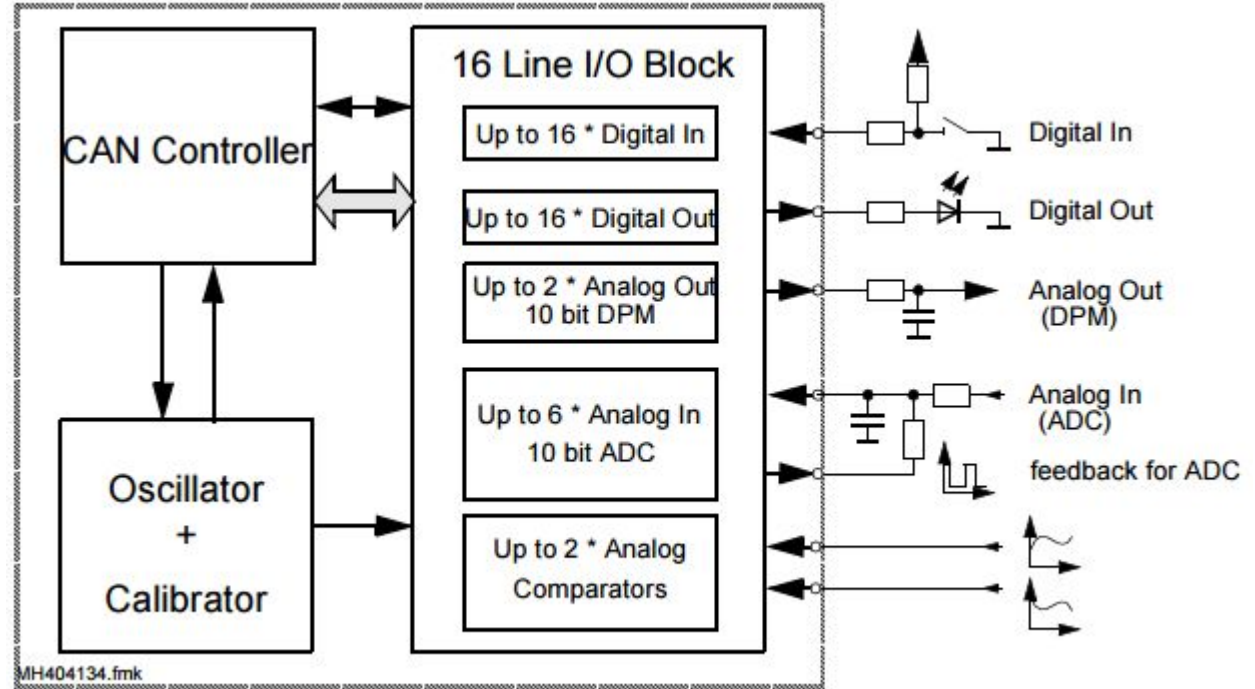 CAN Controller
Oscillator
+
Calibrator
16 Line I/O Block
Up to 16 * Digital In
Up to 16 * Digital Out
Up to 2 * Analog Out
10 bit DPM
Up to 6 * Analog In
10 bit ADC
Up to 2 * Analog
Comparators
Digital In
Digital Out
Analog Out
(DPM)
Analog In
(ADC)
feedback for ADC
MH404134.fmk